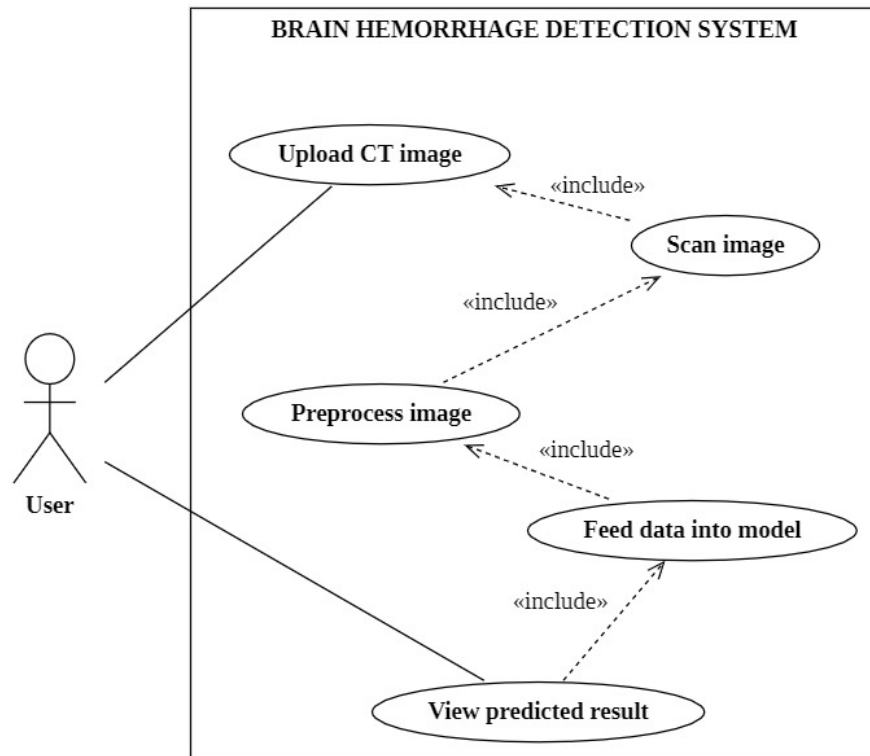 BRAIN HEMORRHAGE DETECTION SYSTEM
Upload CT image
«include»
Scan image
«include»
Preprocess image
«include»
User
Feed data into model
«include»
View predicted result